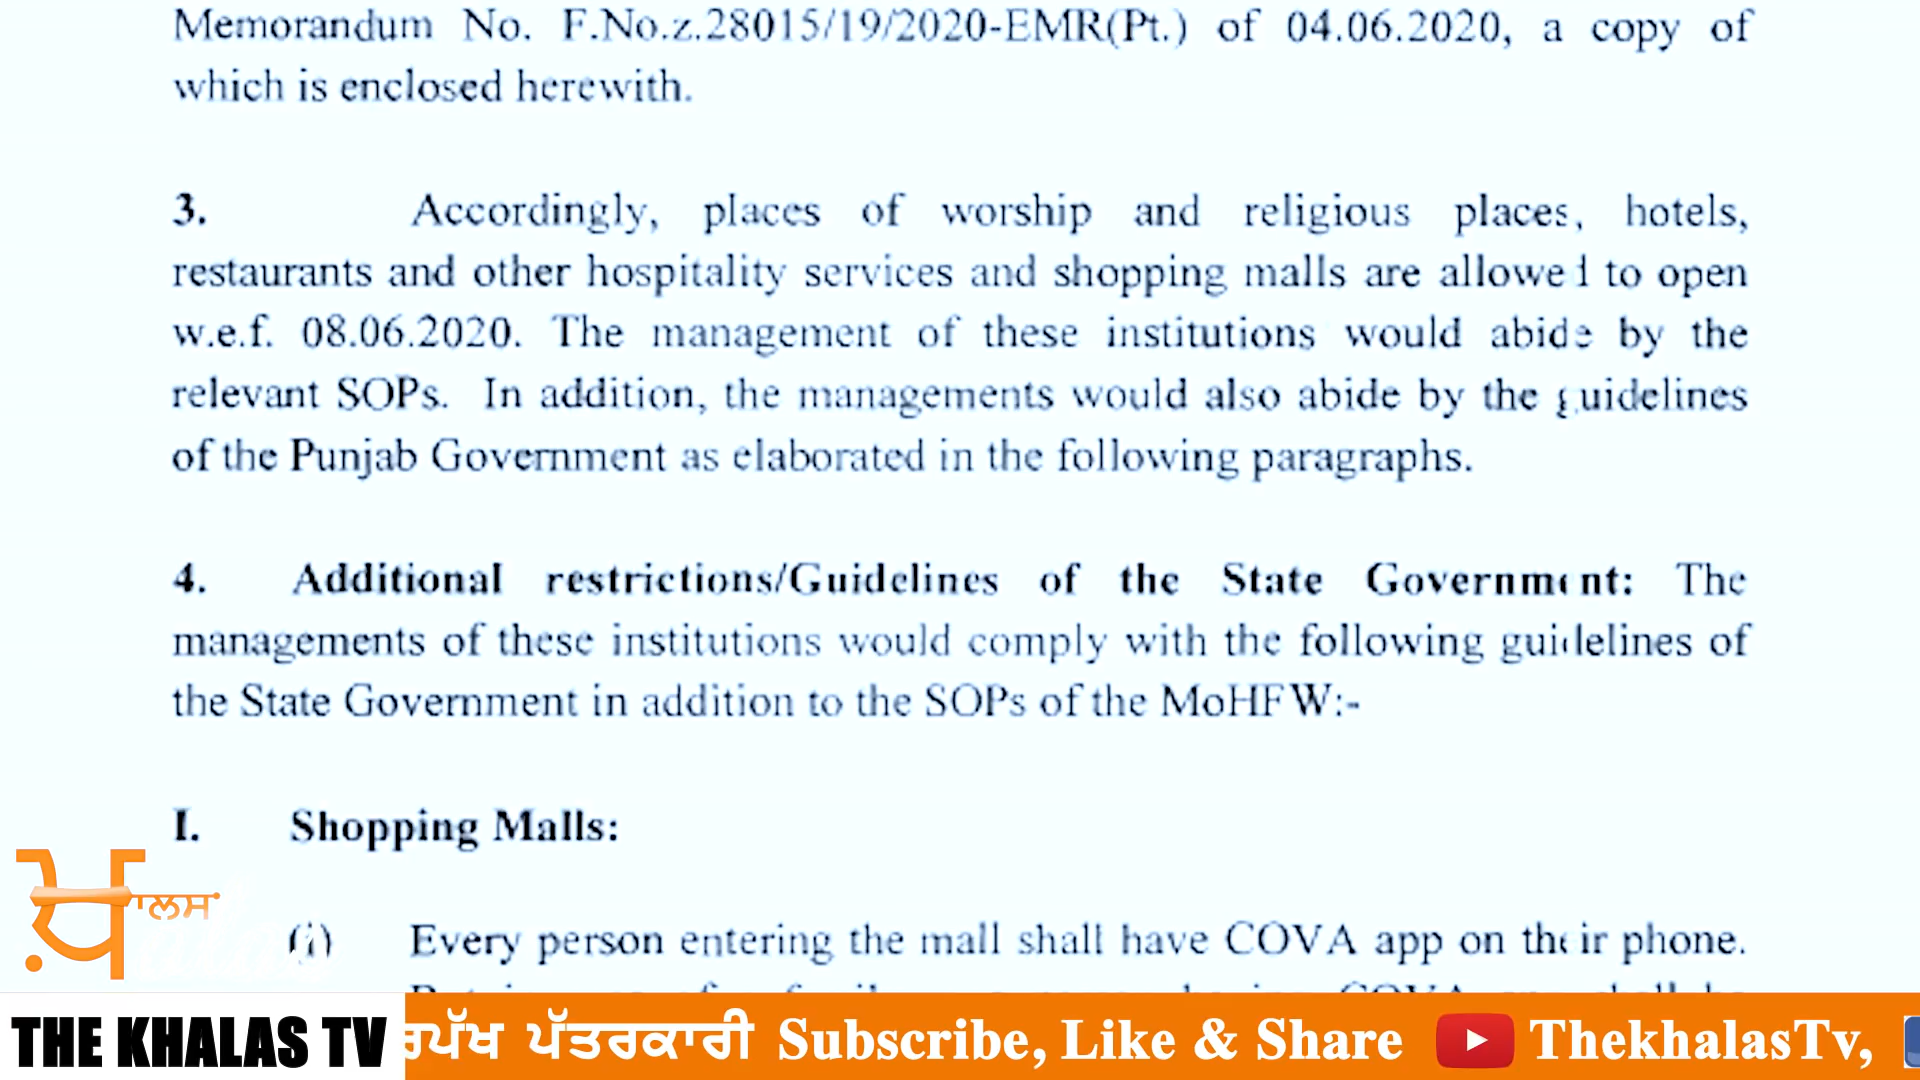 Memorandum No. F.No.z.28015/19/2020-EMR(Pt.) of 04.06.2020, a copy of
which is enclosed herewith.
3. Accordingly, places of worship and religious places, hotels,
restaurants and other hospitality services and shopping malls are allowed to open
w.e.f. 08.06.2020. The management of these institutions would abide by the
relevant SOPs. In addition, the managements would also abide by the guidelines
of the Punjab Government as elaborated in the following paragraphs.
4. Additional restrictions/Guidelines of the State Government: The
managements of these institutions would comply with the following guidelines of
the State Government in addition to the SOPs of the MoHFW:-
I. Shopping Malls:
(i) Every person entering the mall shall have COVA app on their phone.
ਖ਼ਾਲਸ
THE KHALAS TV
ਰਪੱਖ ਪੱਤਰਕਾਰੀ Subscribe, Like & Share ThekhalasTv,